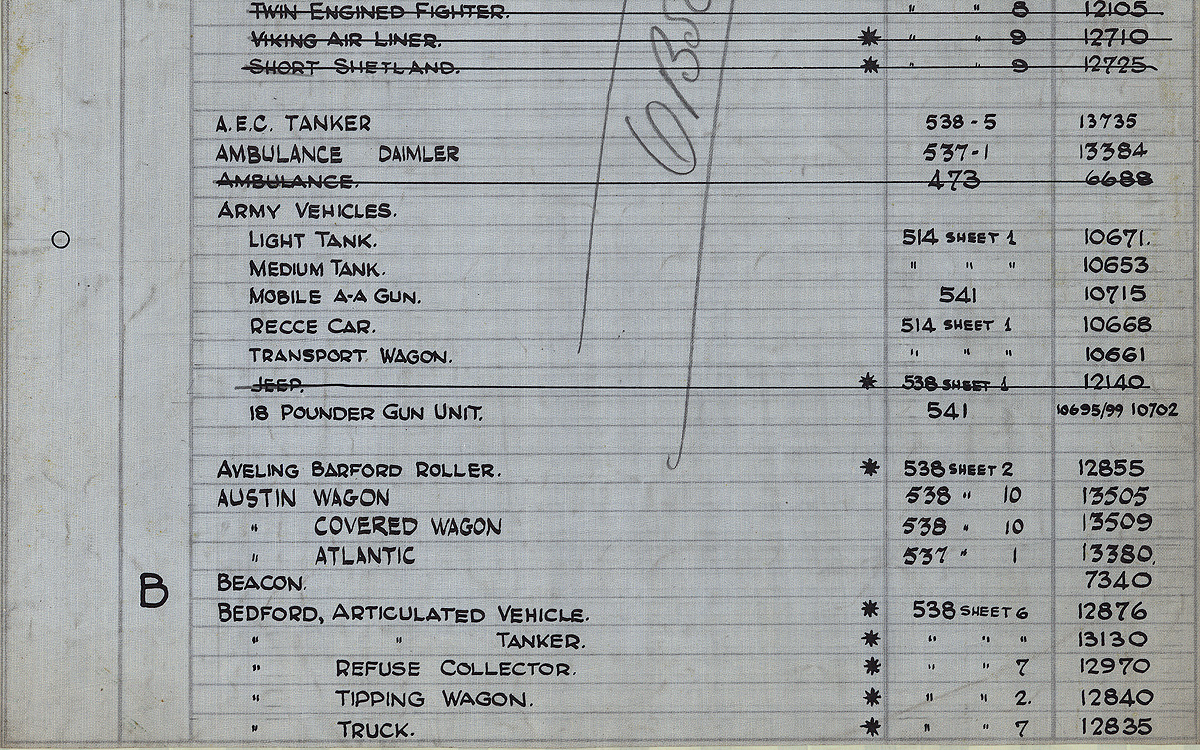 TWIN ENGINED FIGHTER. " " 8 12105
VIKING AIR LINER. * " " 9 12710
SHORT SHETLAND. * " " 9 12725
A.E.C. TANKER 538-5 13735
AMBULANCE DAIMLER 537-1 13384
AMBULANCE. 473 6688
ARMY VEHICLES.
LIGHT TANK. 514 SHEET 1 10671.
MEDIUM TANK. " " " 10653
MOBILE A-A GUN. 541 10715
RECCE CAR. 514 SHEET 1 10668
TRANSPORT WAGON. " " " 10661
JEEP. * 538 SHEET 1 12140
18 POUNDER GUN UNIT. 541 10695/99 10702
AVELING BARFORD ROLLER. * 538 SHEET 2 12855
AUSTIN WAGON 538 " 10 13505
" COVERED WAGON 538 " 10 13509
" ATLANTIC 537 " 1 13380.
B BEACON. 7340
BEDFORD, ARTICULATED VEHICLE. * 538 SHEET 6 12876
" " TANKER. * " " " 13130
" REFUSE COLLECTOR. * " " 7 12970
" TIPPING WAGON. * " " 2. 12840
" TRUCK. * " " 7 12835